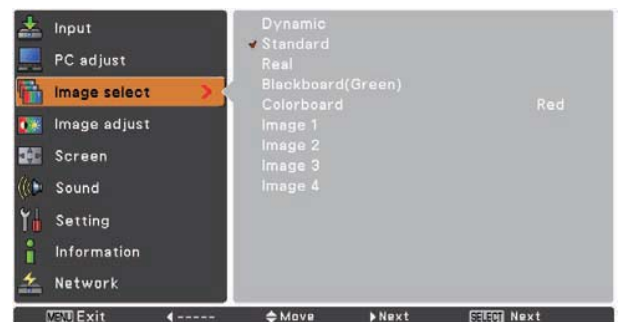 Input
PC adjust
Image select
Image adjust
Screen
Sound
Setting
Information
Network
Dynamic
Standard
Real
Blackboard(Green)
Colorboard Red
Image 1
Image 2
Image 3
Image 4
MENU Exit ----- Move Next SELECT Next